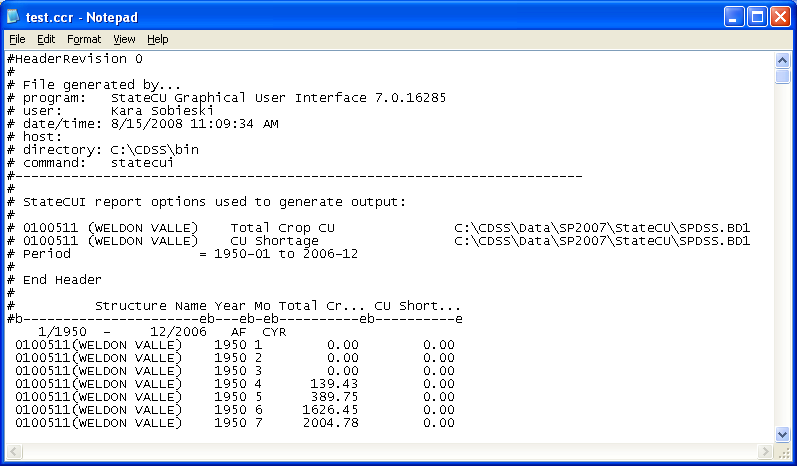 test.ccr - Notepad
File Edit Format View Help
#HeaderRevision 0
#
# File generated by...
# program:   StateCU Graphical User Interface 7.0.16285
# user:      Kara Sobieski
# date/time: 8/15/2008 11:09:34 AM
# host:
# directory: C:\CDSS\bin
# command:   statecui
#-----------------------------------------------------------------------
#
# StateCUI report options used to generate output:
#
# 0100511 (WELDON VALLE)    Total Crop CU               C:\CDSS\Data\SP2007\StateCU\SPDSS.BD1
# 0100511 (WELDON VALLE)    CU Shortage                 C:\CDSS\Data\SP2007\StateCU\SPDSS.BD1
# Period                = 1950-01 to 2006-12
#
# End Header
#
#          Structure Name Year Mo Total Cr... CU Short...
#b----------------------eb---eb-eb----------eb----------e
    1/1950  -     12/2006   AF  CYR
 0100511(WELDON VALLE)    1950 1        0.00        0.00
 0100511(WELDON VALLE)    1950 2        0.00        0.00
 0100511(WELDON VALLE)    1950 3        0.00        0.00
 0100511(WELDON VALLE)    1950 4      139.43        0.00
 0100511(WELDON VALLE)    1950 5      389.75        0.00
 0100511(WELDON VALLE)    1950 6     1626.45        0.00
 0100511(WELDON VALLE)    1950 7     2004.78        0.00